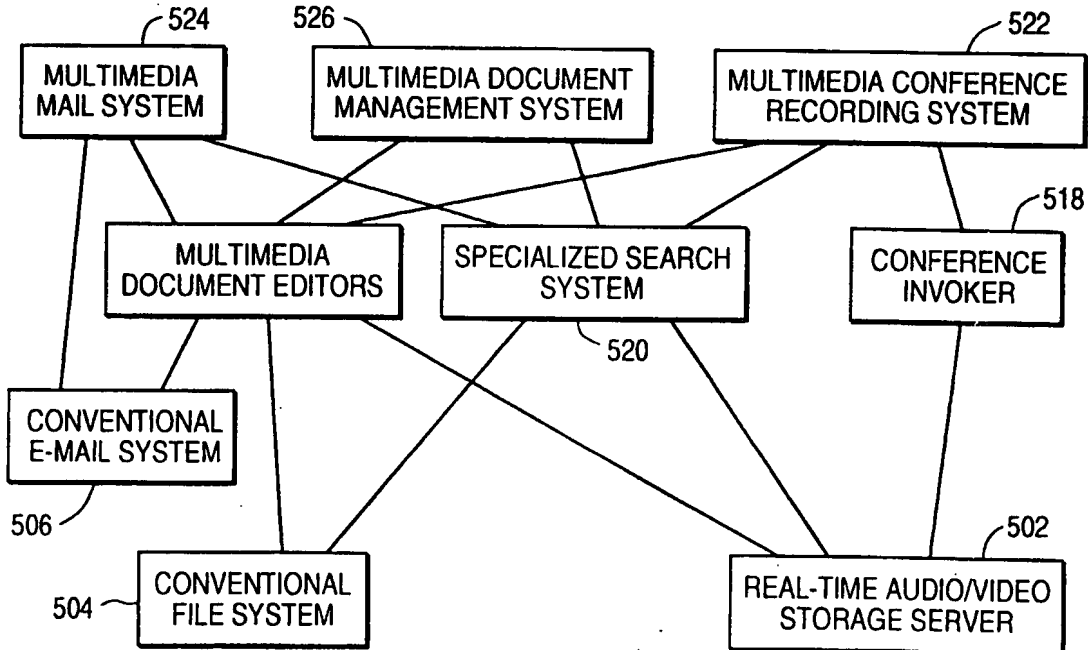 524
526
522
MULTIMEDIA
MAIL SYSTEM
MULTIMEDIA DOCUMENT
MANAGEMENT SYSTEM
MULTIMEDIA CONFERENCE
RECORDING SYSTEM
518
MULTIMEDIA
DOCUMENT EDITORS
SPECIALIZED SEARCH
SYSTEM
CONFERENCE
INVOKER
520
CONVENTIONAL
E-MAIL SYSTEM
506
502
504
CONVENTIONAL
FILE SYSTEM
REAL-TIME AUDIO/VIDEO
STORAGE SERVER